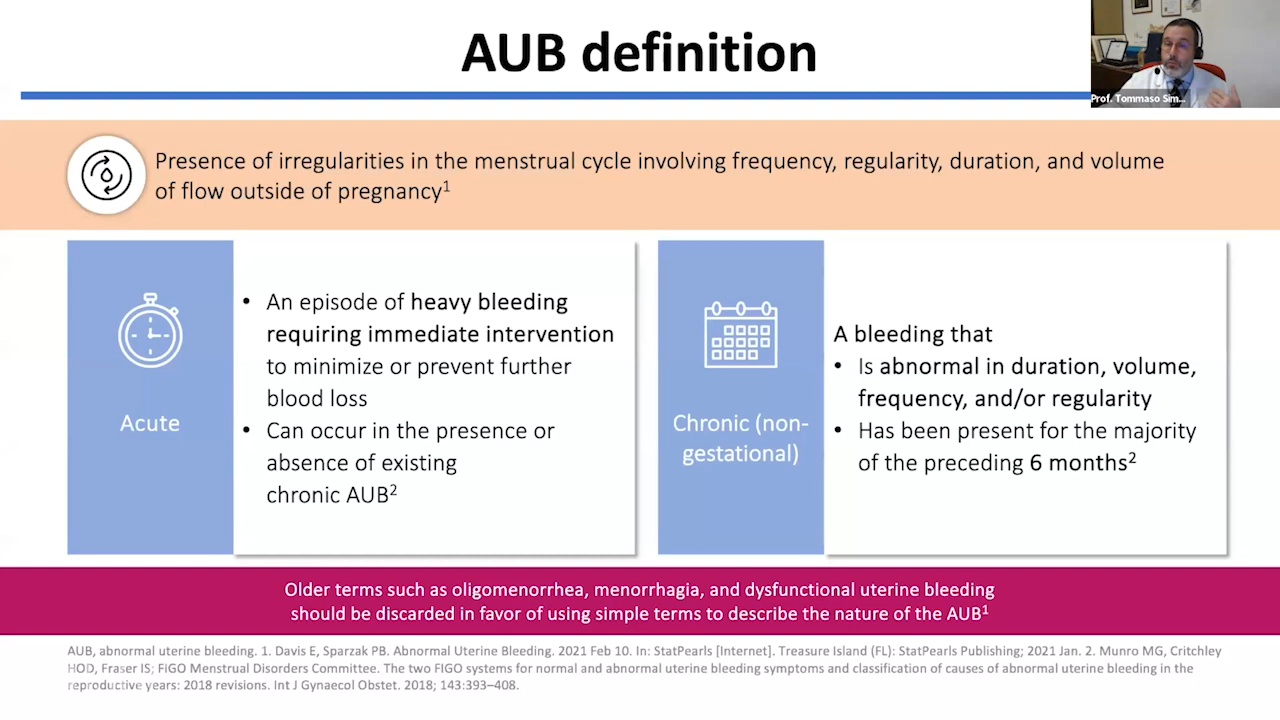 AUB definition
Prof. Tommaso Sim...
Presence of irregularities in the menstrual cycle involving frequency, regularity, duration, and volume
of flow outside of pregnancy1
Acute
• An episode of heavy bleeding
requiring immediate intervention
to minimize or prevent further
blood loss
• Can occur in the presence or
absence of existing
chronic AUB2
Chronic (non-
gestational)
A bleeding that
• Is abnormal in duration, volume,
frequency, and/or regularity
• Has been present for the majority
of the preceding 6 months2
Older terms such as oligomenorrhea, menorrhagia, and dysfunctional uterine bleeding
should be discarded in favor of using simple terms to describe the nature of the AUB1
AUB, abnormal uterine bleeding. 1. Davis E, Sparzak PB. Abnormal Uterine Bleeding. 2021 Feb 10. In: StatPearls [Internet]. Treasure Island (FL): StatPearls Publishing; 2021 Jan. 2. Munro MG, Critchley
HOD, Fraser IS; FIGO Menstrual Disorders Committee. The two FIGO systems for normal and abnormal uterine bleeding symptoms and classification of causes of abnormal uterine bleeding in the
reproductive years: 2018 revisions. Int J Gynaecol Obstet. 2018; 143:393–408.